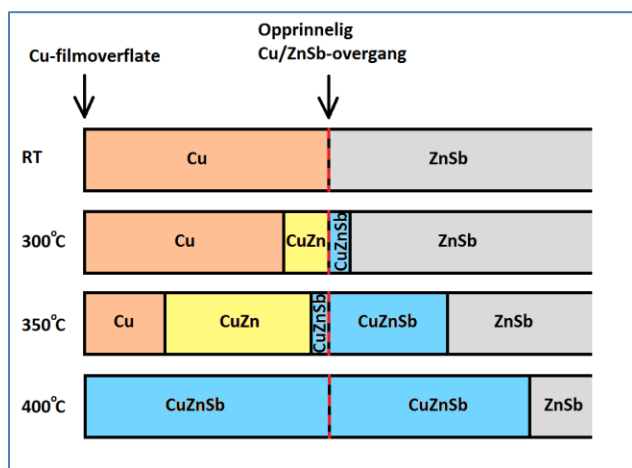 Opprinnelig
Cu-filmoverflate
Cu/ZnSb-overgang
RT
Cu
ZnSb
300°C
Cu
CuZn
CuZnSb
ZnSb
350°C
Cu
CuZn
CuZnSb
CuZnSb
ZnSb
400°C
CuZnSb
CuZnSb
ZnSb